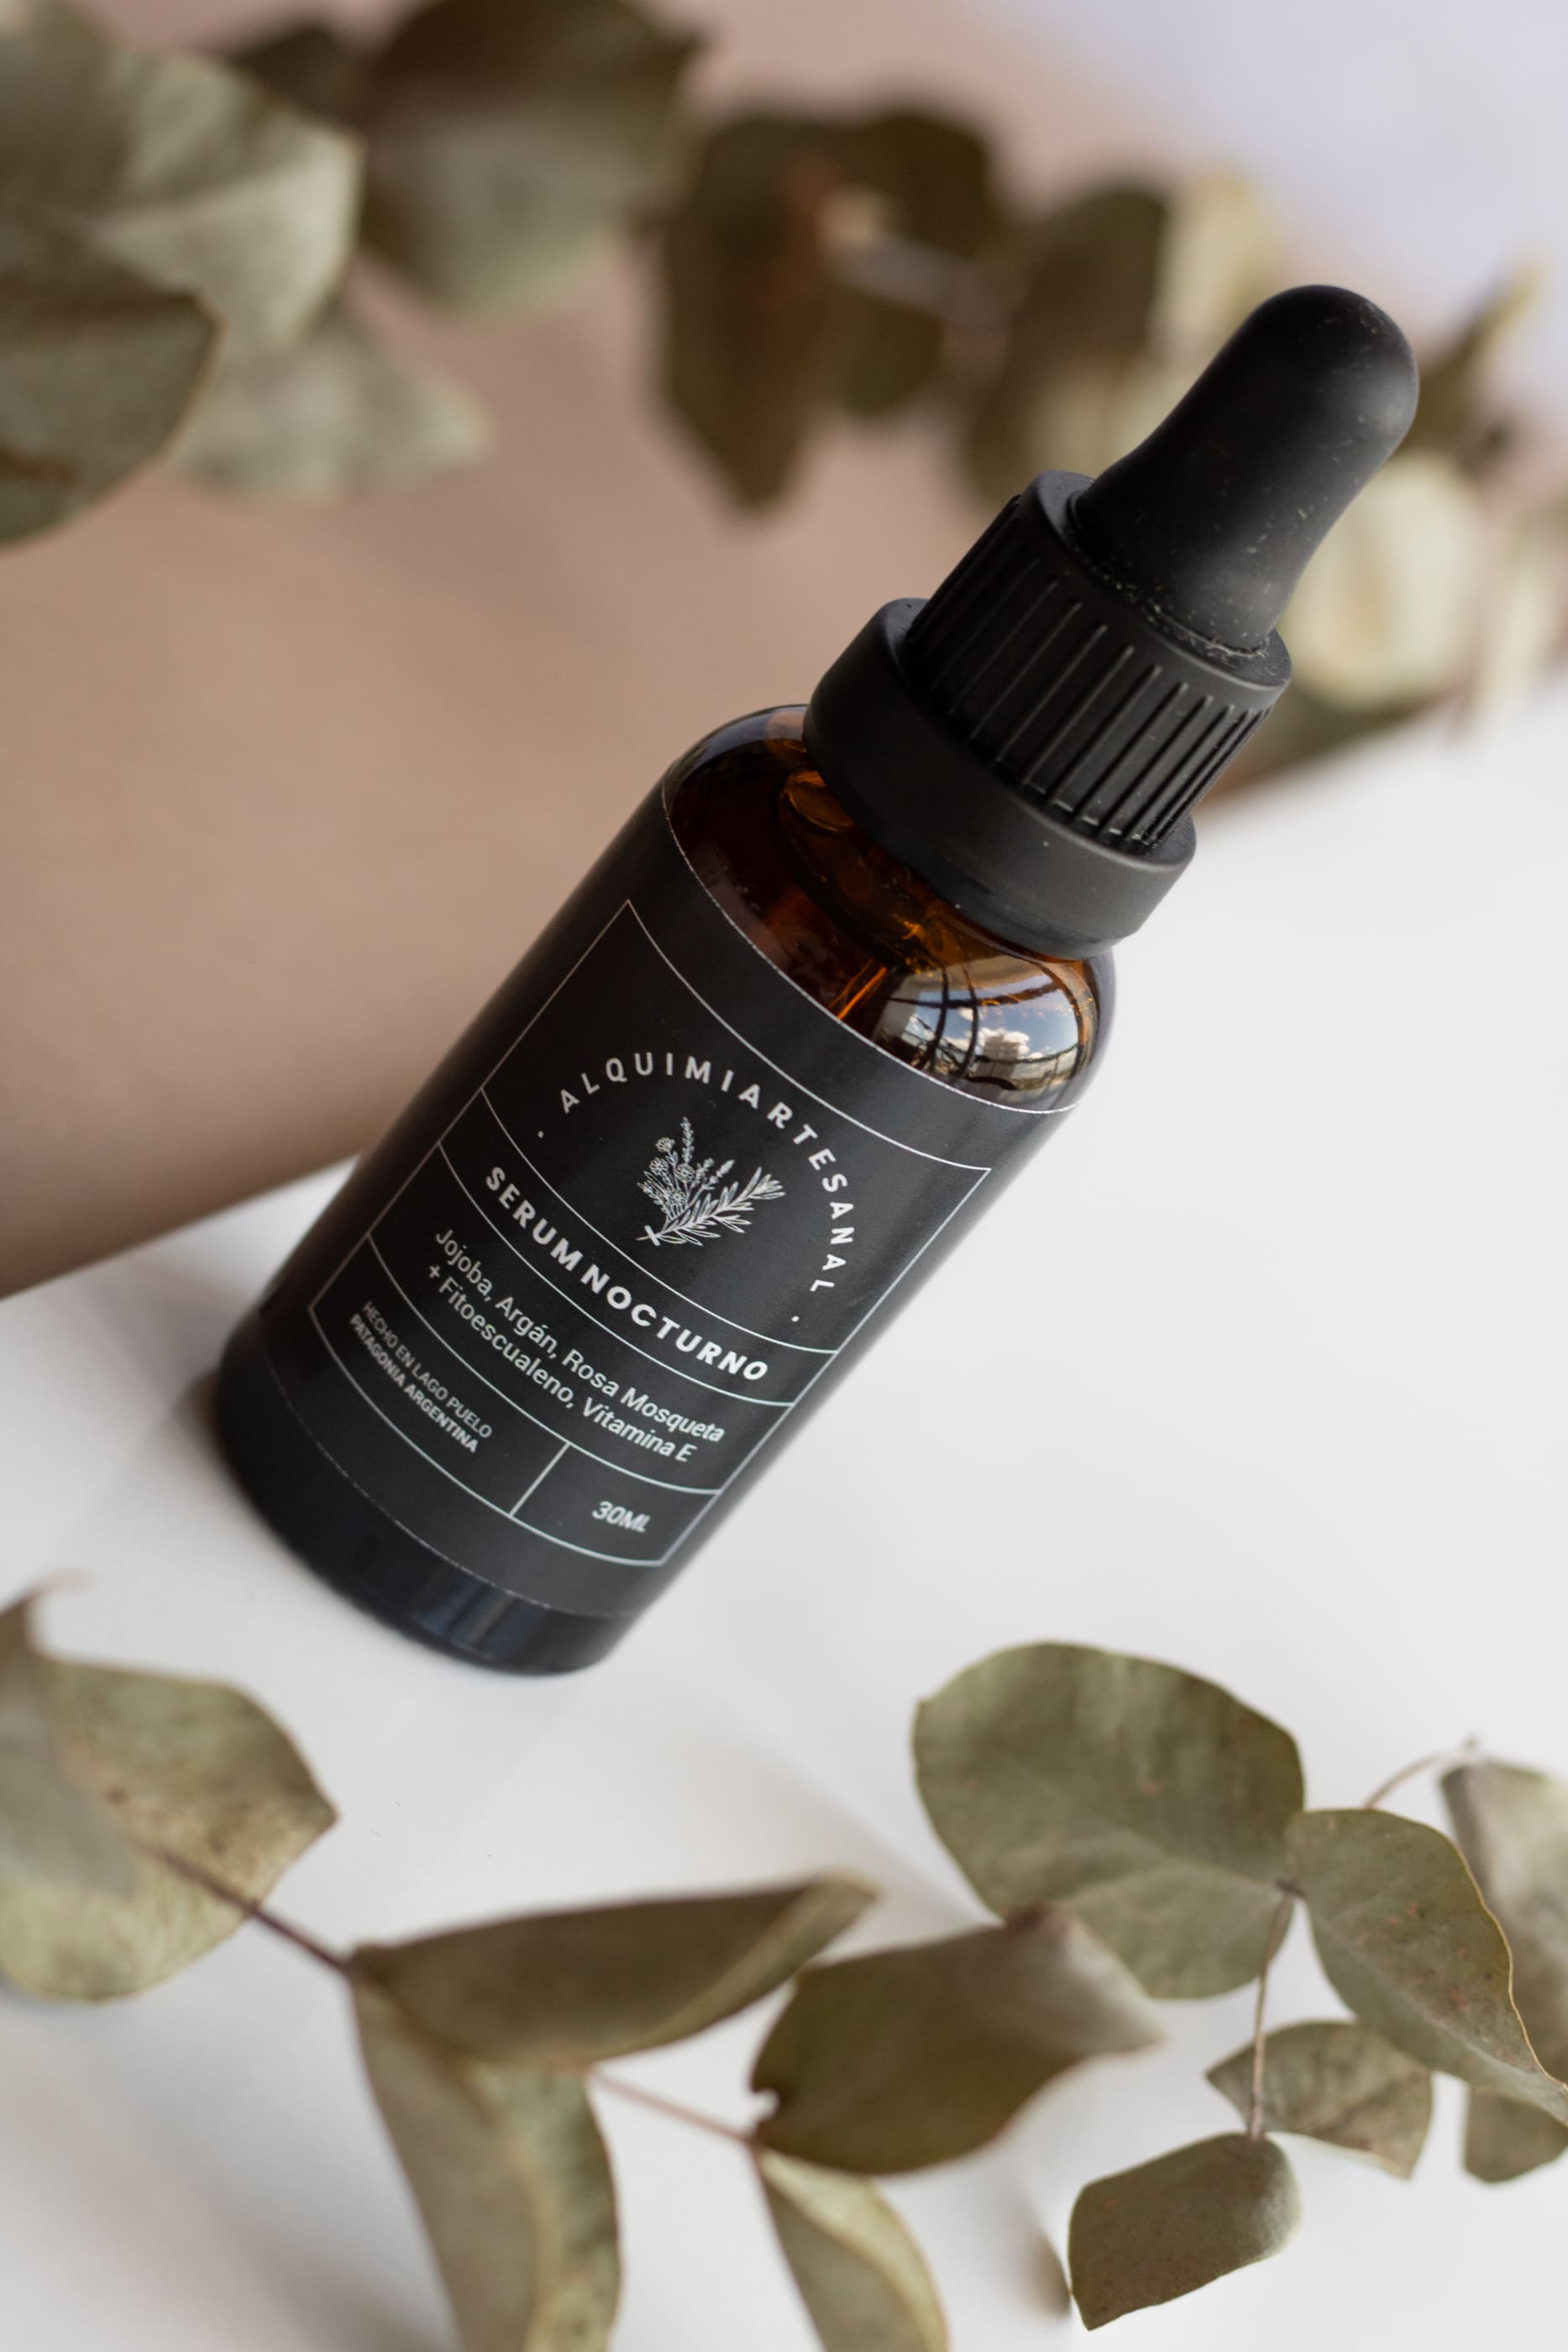 · ALQUIMIARTESANAL ·
SERUM NOCTURNO
Jojoba, Argán, Rosa Mosqueta
+ Fitoescualeno, Vitamina E
HECHO EN LAGO PUELO
PATAGONIA ARGENTINA
30ML